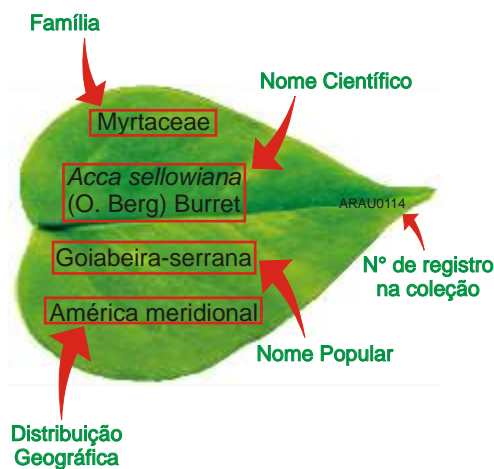 Família
Nome Científico
Myrtaceae
Acca sellowiana
(O. Berg) Burret
ARAU0114
Goiabeira-serrana
N° de registro
na coleção
América meridional
Nome Popular
Distribuição
Geográfica